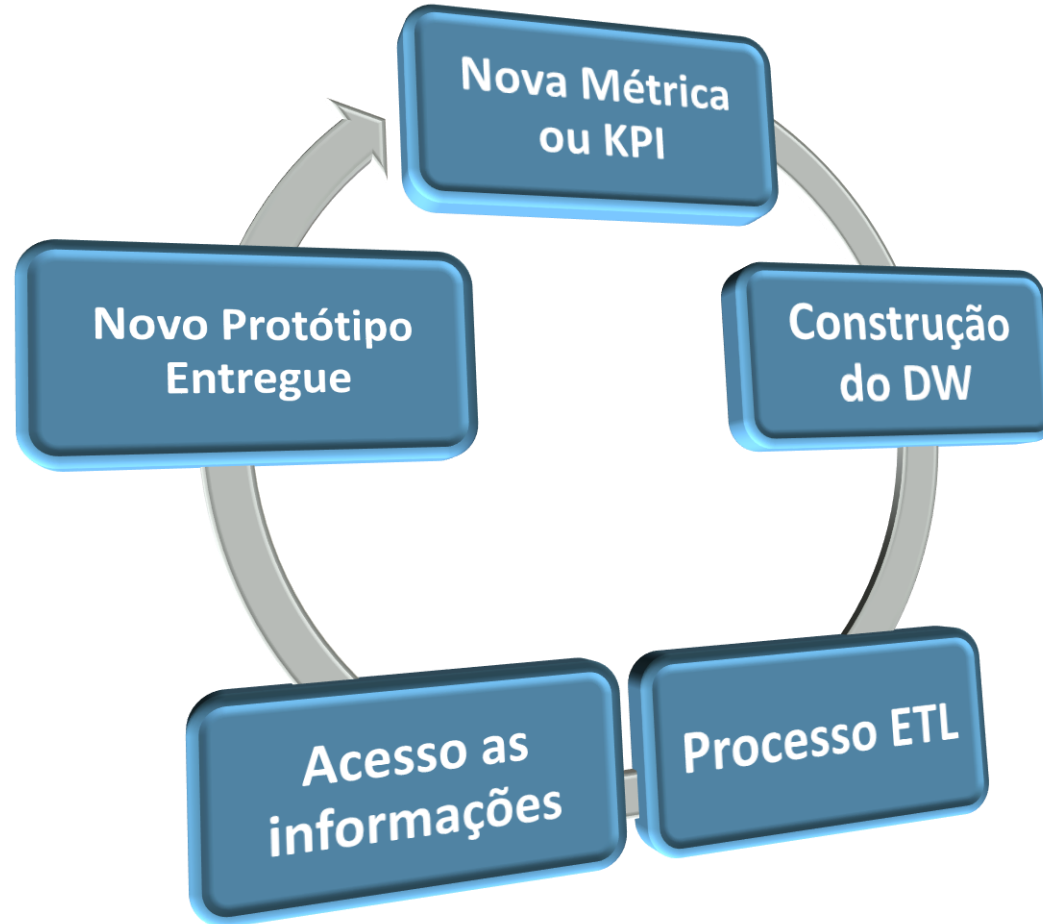 Nova Métrica
ou KPI
Construção
do DW
Processo ETL
Acesso as
informações
Novo Protótipo
Entregue